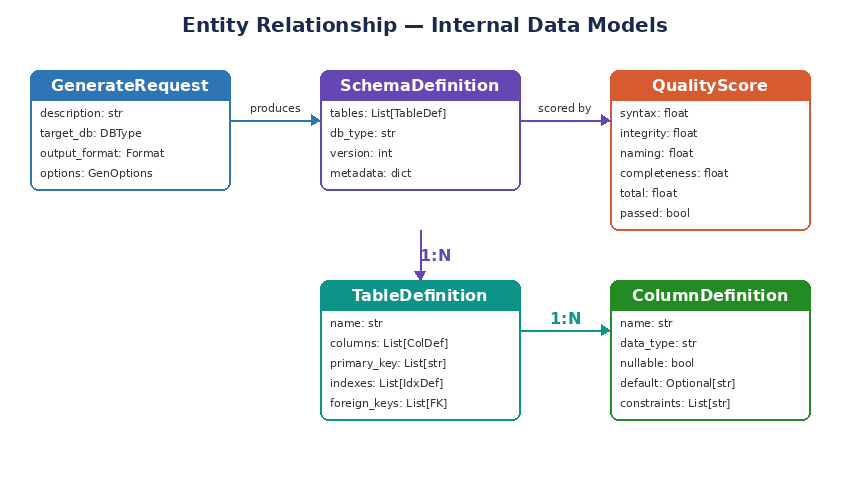 Entity Relationship — Internal Data Models
GenerateRequest
description: str
target_db: DBType
output_format: Format
options: GenOptions
produces
SchemaDefinition
tables: List[TableDef]
db_type: str
version: int
metadata: dict
scored by
QualityScore
syntax: float
integrity: float
naming: float
completeness: float
total: float
passed: bool
1:N
TableDefinition
name: str
columns: List[ColDef]
primary_key: List[str]
indexes: List[IdxDef]
foreign_keys: List[FK]
1:N
ColumnDefinition
name: str
data_type: str
nullable: bool
default: Optional[str]
constraints: List[str]